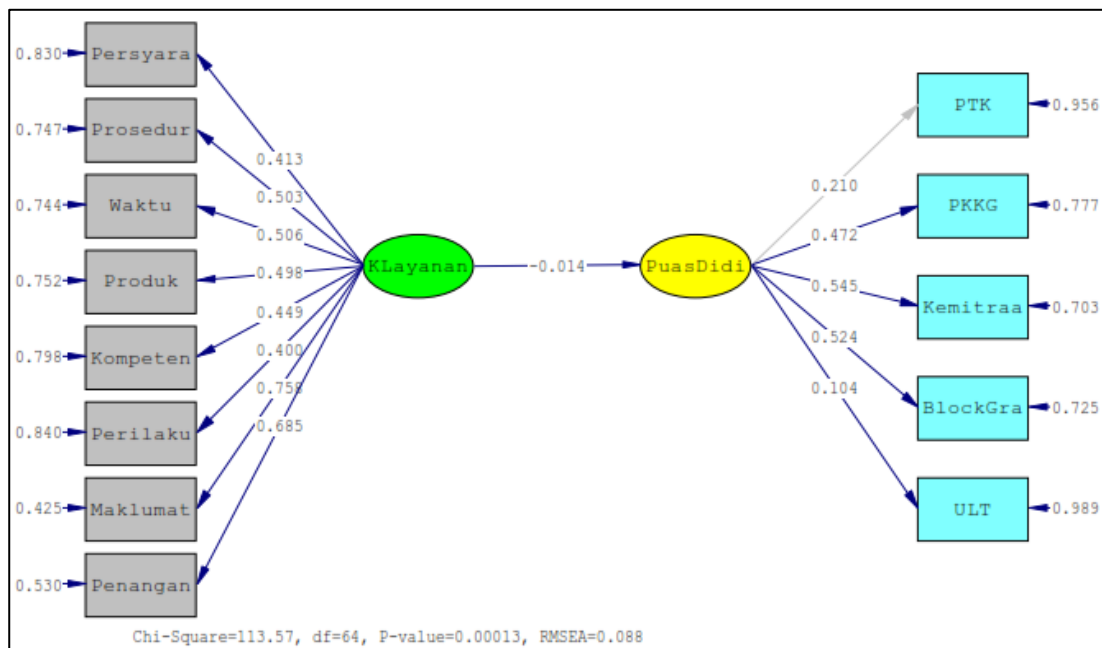 0.830 Persyara
0.747 Prosedur
0.744 Waktu
0.752 Produk
0.798 Kompeten
0.840 Perilaku
0.425 Maklumat
0.530 Penangan
0.413
0.503
0.506
0.498
0.449
0.400
0.758
0.685
KLayanan -0.014 PuasDidi
0.210
0.472
0.545
0.524
0.104
PTK 0.956
PKKG 0.777
Kemitraa 0.703
BlockGra 0.725
ULT 0.989
Chi-Square=113.57, df=64, P-value=0.00013, RMSEA=0.088